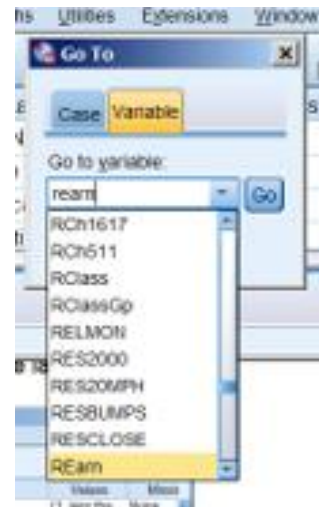 Utilities Extensions Window
Go To
Case Variable
Go to variable:
rearn Go
RCh1617
RCh511
RClass
RClassGp
RELMON
RES2000
RES20MPH
RESBUMPS
RESCLOSE
REarn
Values